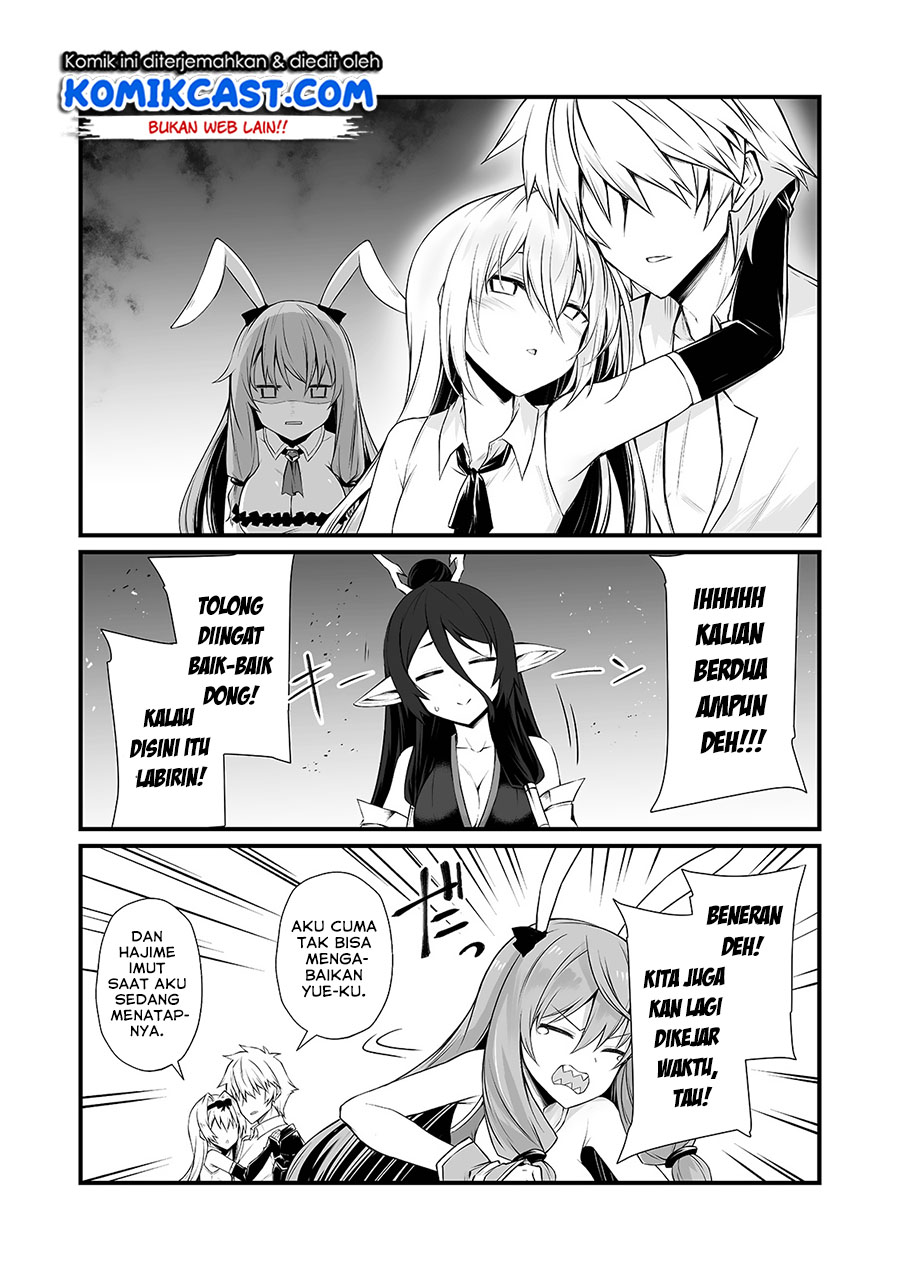 Komik ini diterjemahkan & diedit oleh
KOMIKCAST.COM
BUKAN WEB LAIN!!
IHHHHH
KALIAN
BERDUA
AMPUN
DEH!!!
TOLONG
DIINGAT
BAIK-BAIK
DONG!
KALAU
DISINI ITU
LABIRIN!
BENERAN
DEH!
KITA JUGA
KAN LAGI
DIKEJAR
WAKTU,
TAU!
AKU CUMA
TAK BISA
MENGA-
BAIKAN
YUE-KU.
DAN
HAJIME
IMUT
SAAT AKU
SEDANG
MENATAP-
NYA.